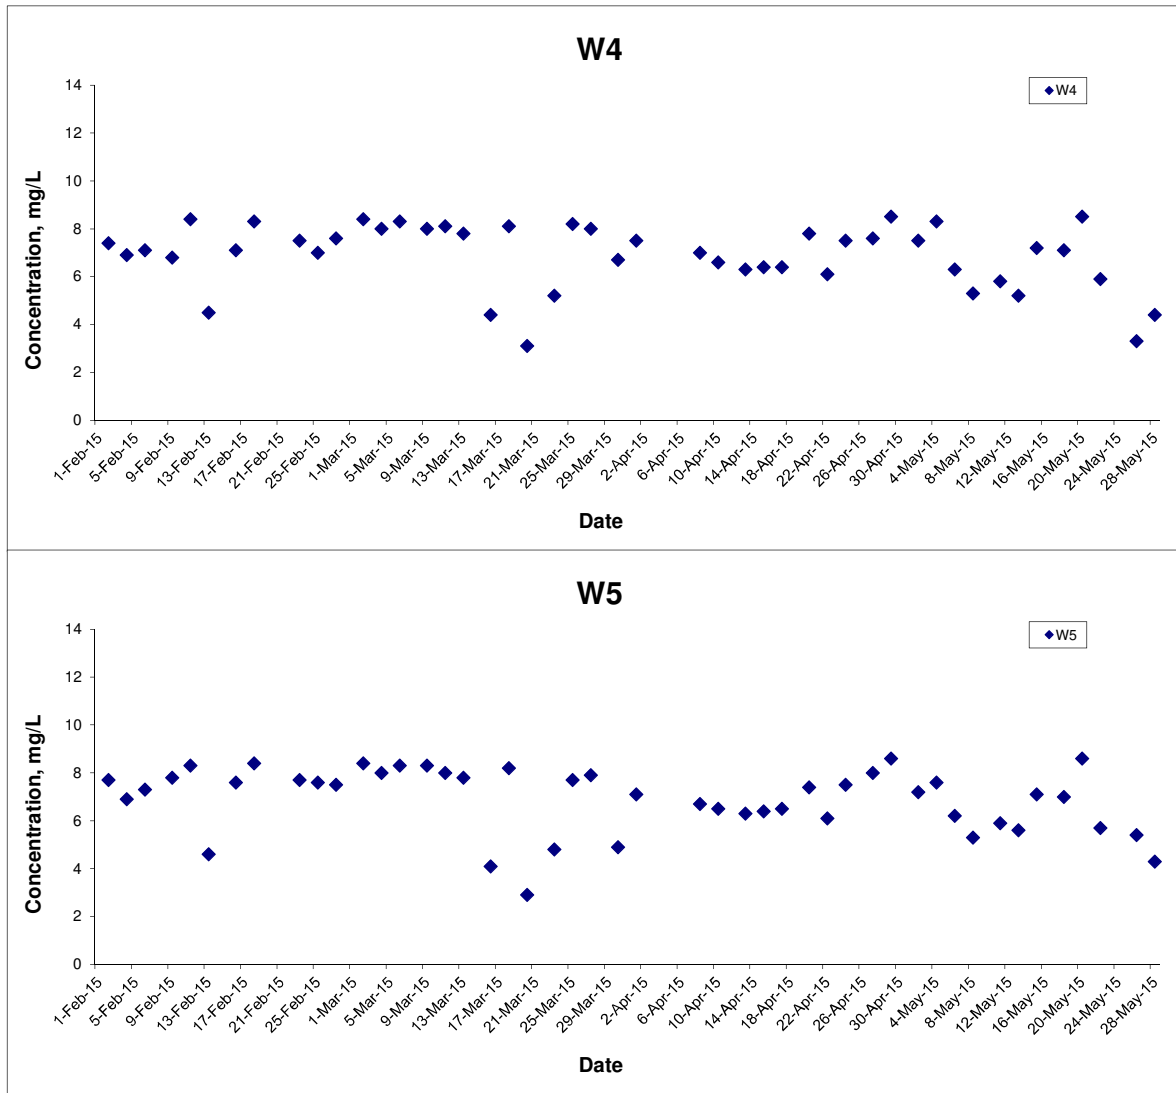 W4
W4
14
12
10
8
6
4
2
0
Concentration, mg/L
1-Feb-15
5-Feb-15
9-Feb-15
13-Feb-15
17-Feb-15
21-Feb-15
25-Feb-15
1-Mar-15
5-Mar-15
9-Mar-15
13-Mar-15
17-Mar-15
21-Mar-15
25-Mar-15
29-Mar-15
2-Apr-15
6-Apr-15
10-Apr-15
14-Apr-15
18-Apr-15
22-Apr-15
26-Apr-15
30-Apr-15
4-May-15
8-May-15
12-May-15
16-May-15
20-May-15
24-May-15
28-May-15
Date
W5
W5
14
12
10
8
6
4
2
0
Concentration, mg/L
1-Feb-15
5-Feb-15
9-Feb-15
13-Feb-15
17-Feb-15
21-Feb-15
25-Feb-15
1-Mar-15
5-Mar-15
9-Mar-15
13-Mar-15
17-Mar-15
21-Mar-15
25-Mar-15
29-Mar-15
2-Apr-15
6-Apr-15
10-Apr-15
14-Apr-15
18-Apr-15
22-Apr-15
26-Apr-15
30-Apr-15
4-May-15
8-May-15
12-May-15
16-May-15
20-May-15
24-May-15
28-May-15
Date